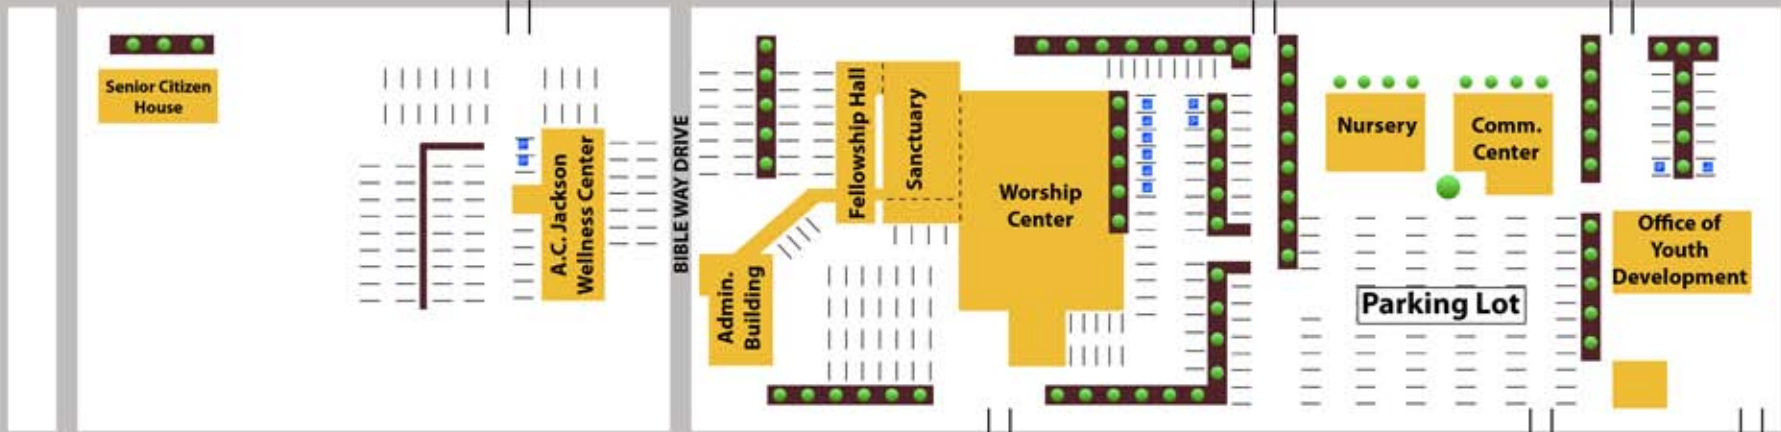 Senior Citizen
House
A.C. Jackson
Wellness Center
BIBLE WAY DRIVE
Admin.
Building
Fellowship Hall
Sanctuary
Worship
Center
Nursery
Comm.
Center
Parking Lot
Office of
Youth
Development